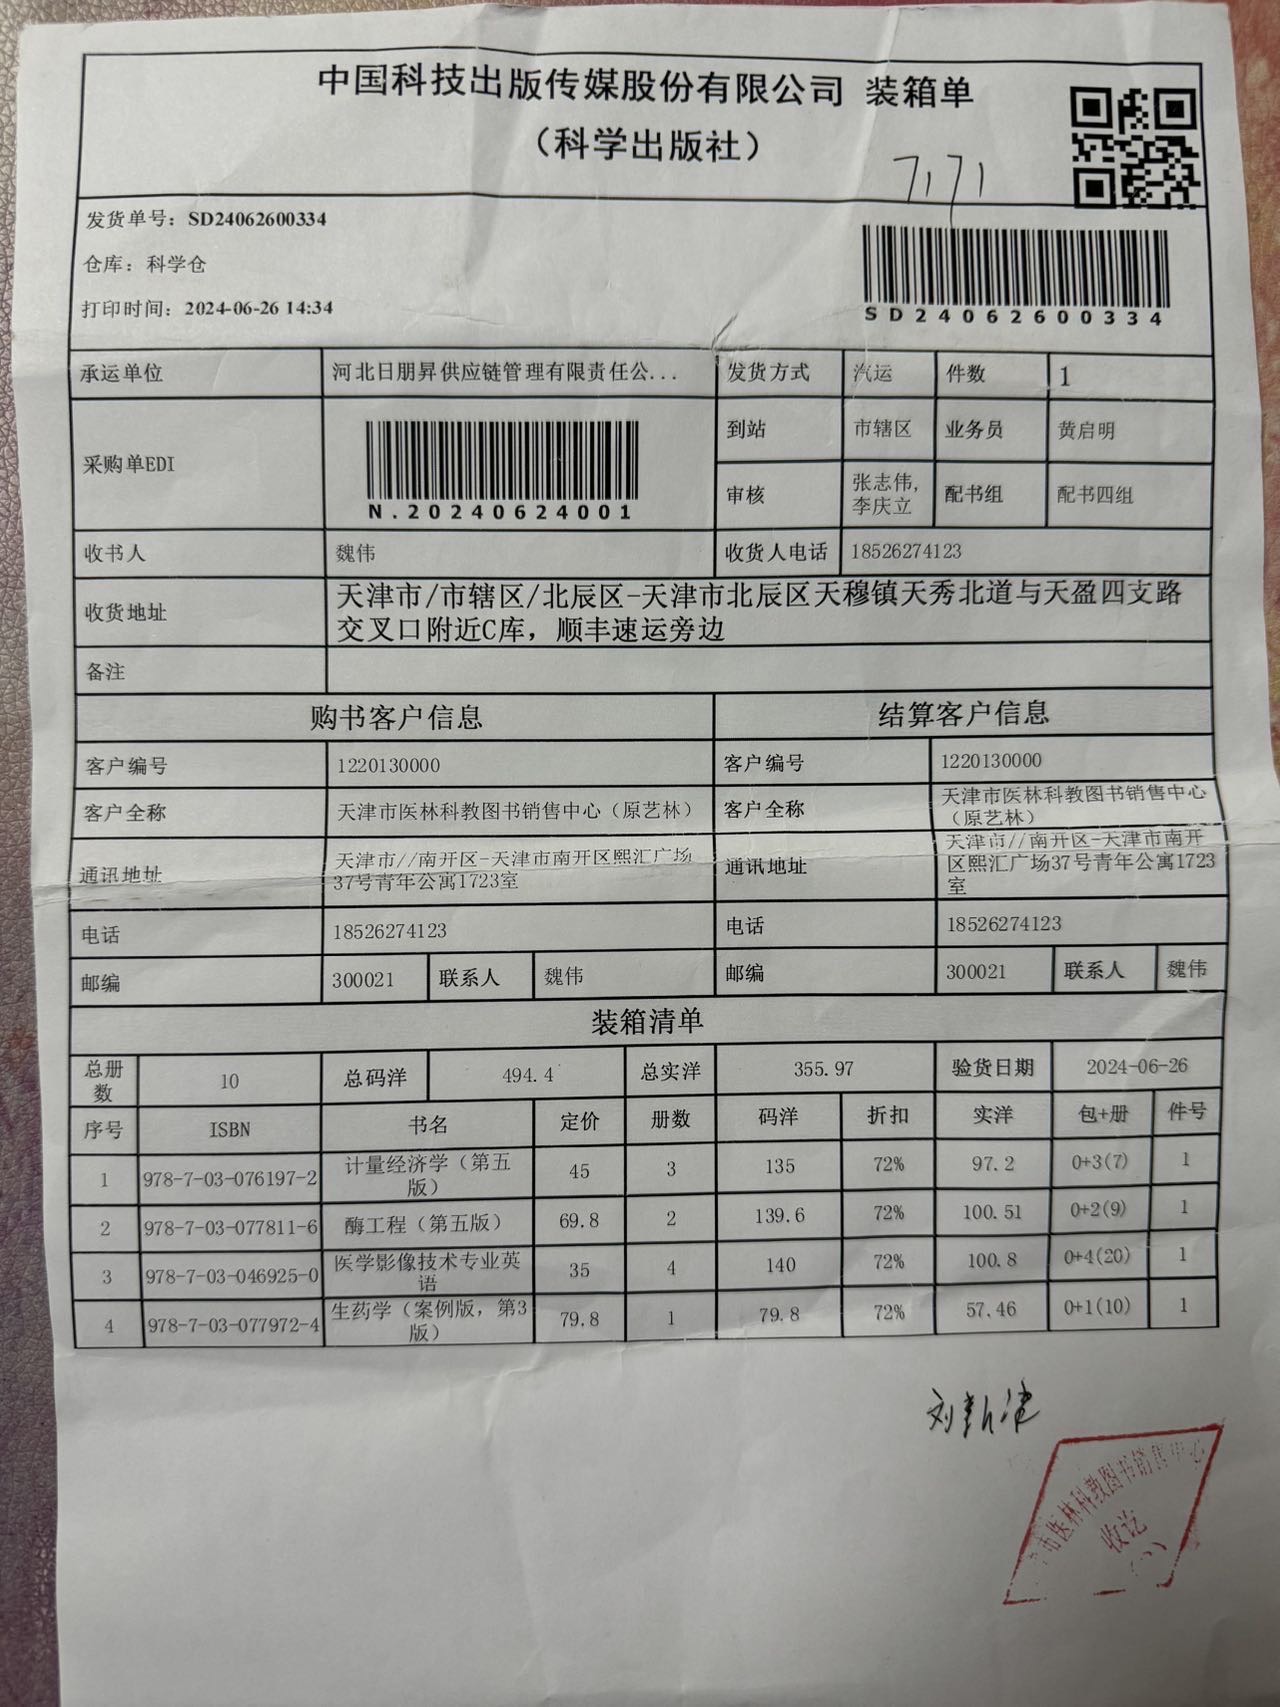 中国科技出版传媒股份有限公司 装箱单
（科学出版社）
7171
发货单号：SD24062600334
仓库：科学仓
打印时间：2024-06-26 14:34
SD24062600334
承运单位 河北日朋昇供应链管理有限责任公... 发货方式 汽运 件数 1
采购单EDI
N.20240624001
到站 市辖区 业务员 黄启明
审核 张志伟,
李庆立 配书组 配书四组
收书人 魏伟 收货人电话 18526274123
收货地址 天津市/市辖区/北辰区-天津市北辰区天穆镇天秀北道与天盈四支路
交叉口附近C库，顺丰速运旁边
备注
购书客户信息 结算客户信息
客户编号 1220130000 客户编号 1220130000
客户全称 天津市医林科教图书销售中心（原艺林） 客户全称 天津市医林科教图书销售中心
（原艺林）
通讯地址 天津市//南开区-天津市南开区熙汇广场
37号青年公寓1723室
通讯地址 天津市//南开区-天津市南开
区熙汇广场37号青年公寓1723
室
电话 18526274123 电话 18526274123
邮编 300021 联系人 魏伟 邮编 300021 联系人 魏伟
装箱清单
总册
数 10 总码洋 494.4 总实洋 355.97 验货日期 2024-06-26
序号 ISBN 书名 定价 册数 码洋 折扣 实洋 包+册 件号
1 978-7-03-076197-2 计量经济学（第五
版） 45 3 135 72% 97.2 0+3(7) 1
2 978-7-03-077811-6 酶工程（第五版） 69.8 2 139.6 72% 100.51 0+2(9) 1
3 978-7-03-046925-0 医学影像技术专业英
语 35 4 140 72% 100.8 0+4(20) 1
4 978-7-03-077972-4 生药学（案例版，第3
版） 79.8 1 79.8 72% 57.46 0+1(10) 1
市医林科教图书销售中心
收讫